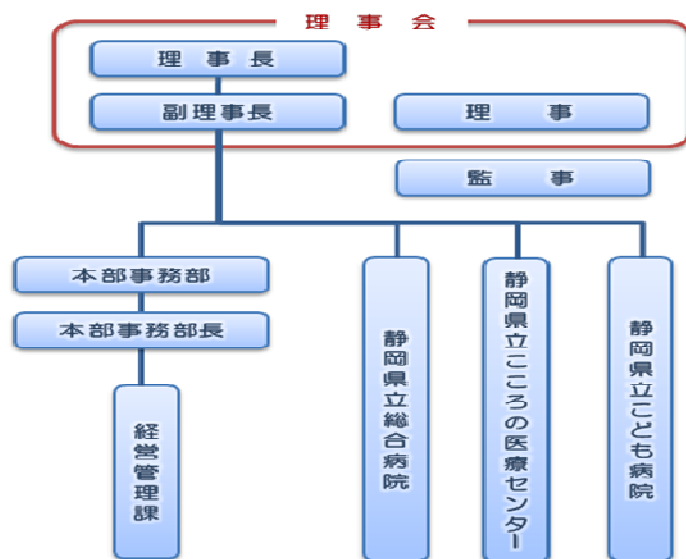 理事会
理事長
副理事長
理事
監事
本部事務部
本部事務部長
経営管理課
静岡県立総合病院
静岡県立こころの医療センター
静岡県立こども病院